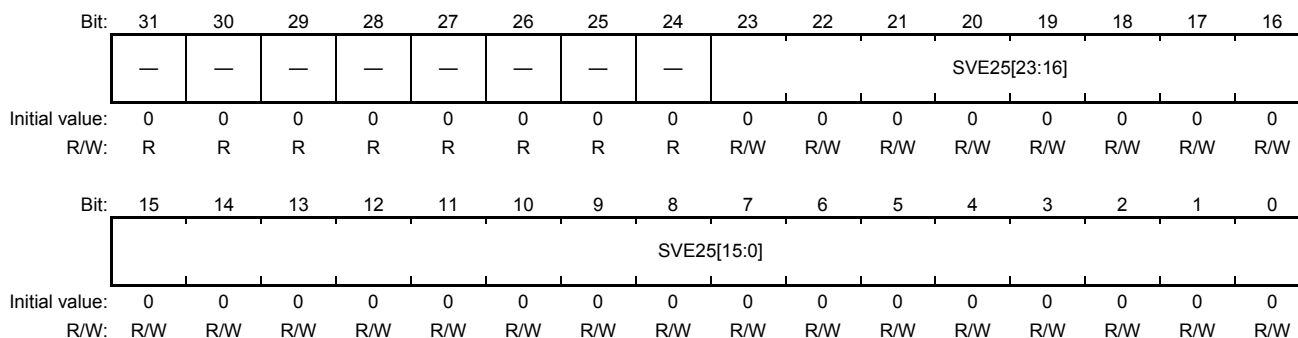 Bit: 31 30 29 28 27 26 25 24 23 22 21 20 19 18 17 16
— — — — — — — — SVE25[23:16]
Initial value: 0 0 0 0 0 0 0 0 0 0 0 0 0 0 0 0
R/W: R R R R R R R R R/W R/W R/W R/W R/W R/W R/W R/W
Bit: 15 14 13 12 11 10 9 8 7 6 5 4 3 2 1 0
SVE25[15:0]
Initial value: 0 0 0 0 0 0 0 0 0 0 0 0 0 0 0 0
R/W: R/W R/W R/W R/W R/W R/W R/W R/W R/W R/W R/W R/W R/W R/W R/W R/W